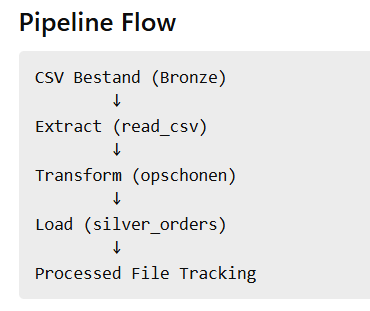 Pipeline Flow
CSV Bestand (Bronze)
↓
Extract (read_csv)
↓
Transform (opschonen)
↓
Load (silver_orders)
↓
Processed File Tracking